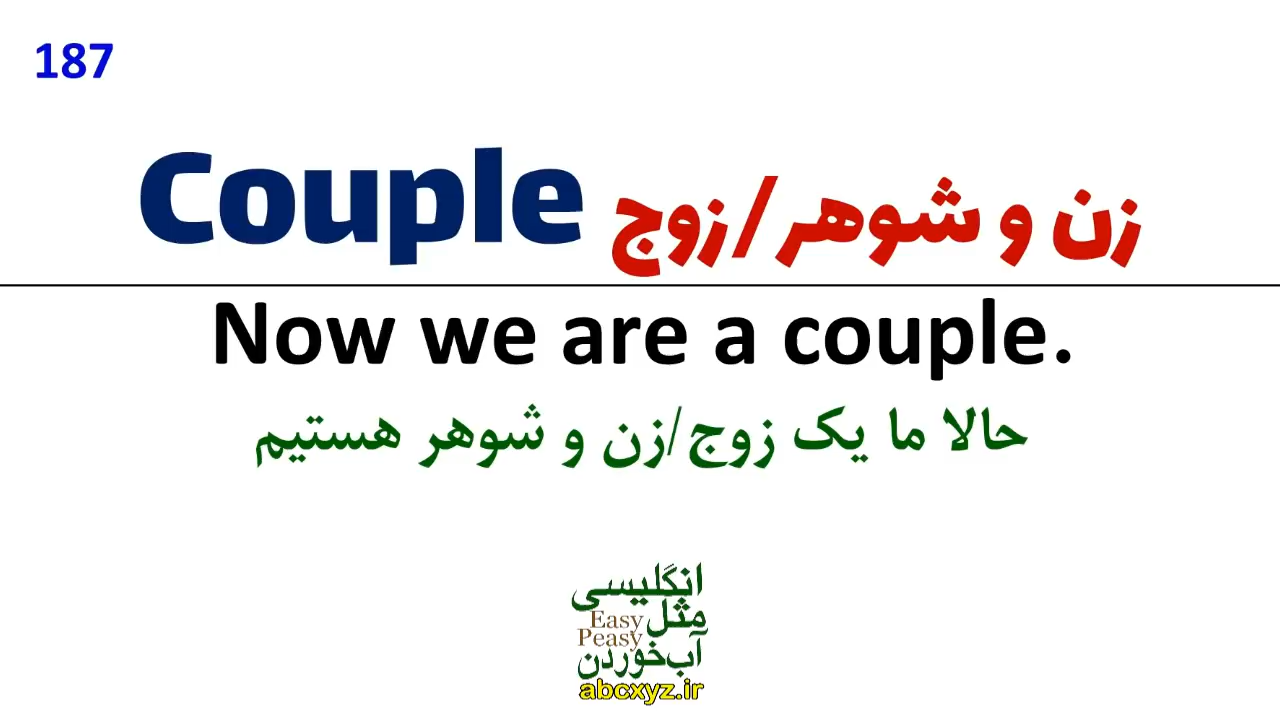 187
Couple زن و شوهر/زوج
Now we are a couple.
حالا ما یک زوج/زن و شوهر هستیم
انگلیسی
مثل Easy
Peasy
آب‌خوردن
abcxyz.ir